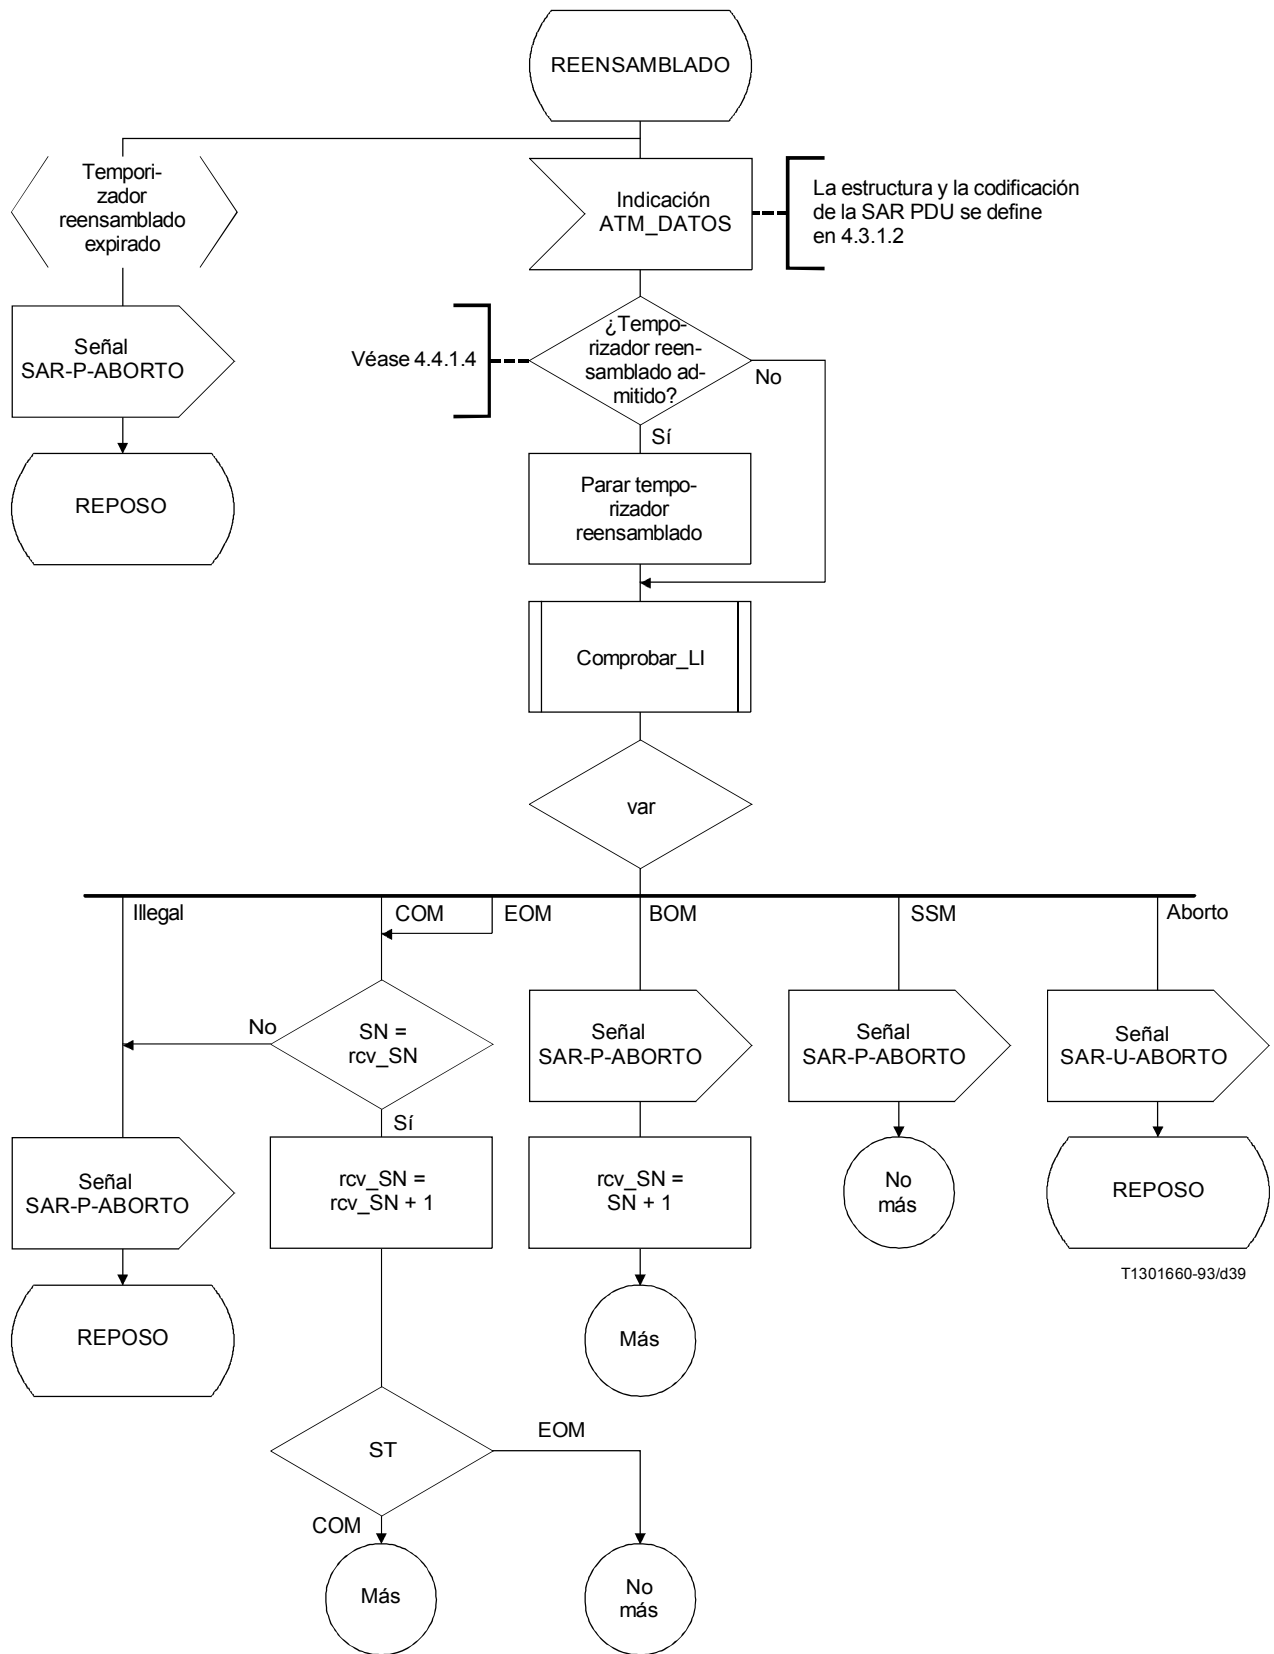 REENSAMBLADO
Tempori-
zador
reensamblado
expirado
Indicación
ATM_DATOS
La estructura y la codificación
de la SAR PDU se define
en 4.3.1.2
Señal
SAR-P-ABORTO
Véase 4.4.1.4
¿Tempo-
rizador reen-
samblado ad-
mitido?
No
Sí
REPOSO
Parar tempo-
rizador
reensamblado
Comprobar_LI
var
Illegal
COM
EOM
BOM
SSM
Aborto
No
SN =
rcv_SN
Sí
Señal
SAR-P-ABORTO
Señal
SAR-P-ABORTO
Señal
SAR-U-ABORTO
Señal
SAR-P-ABORTO
rcv_SN =
rcv_SN + 1
rcv_SN =
SN + 1
No
más
REPOSO
T1301660-93/d39
REPOSO
Más
ST
EOM
COM
Más
No
más